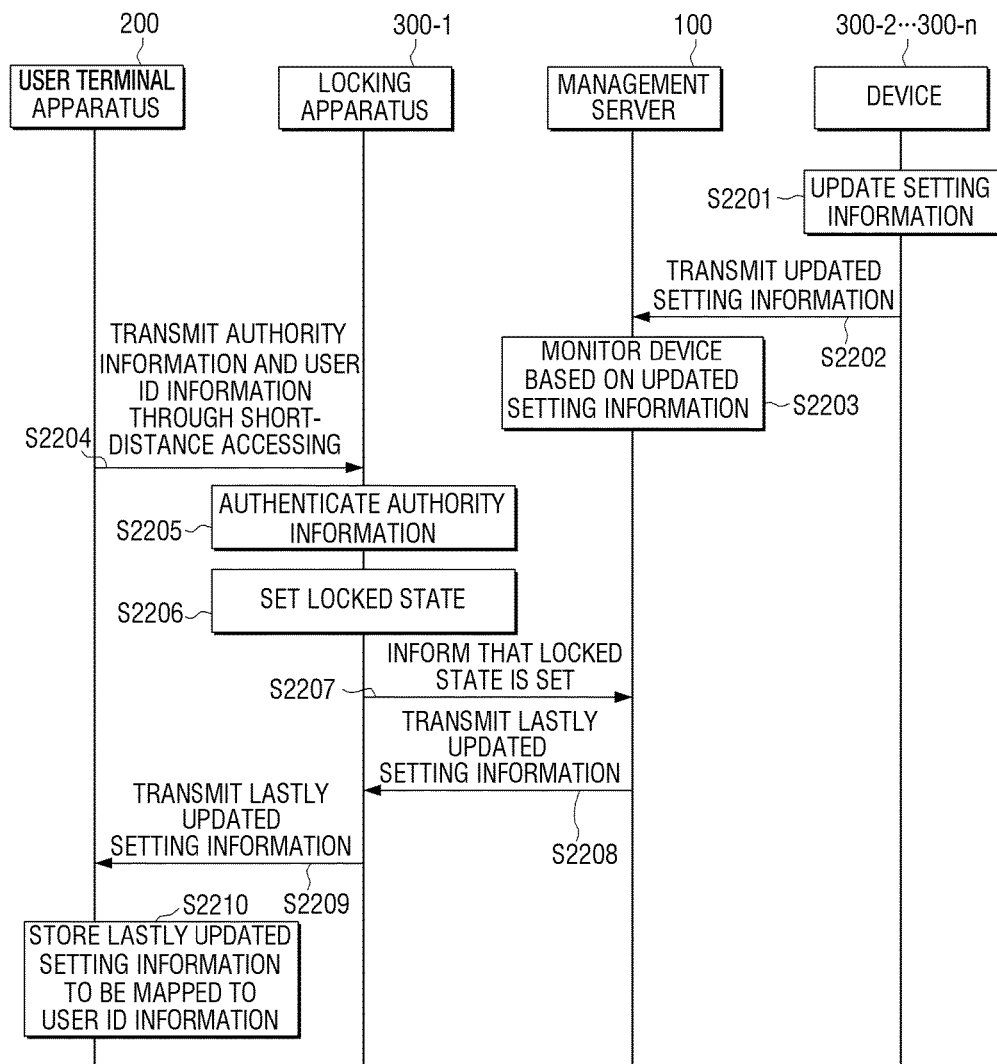 200
300-1
100
300-2···300-n
USER TERMINAL
APPARATUS
LOCKING
APPARATUS
MANAGEMENT
SERVER
DEVICE
S2201
UPDATE SETTING
INFORMATION
TRANSMIT UPDATED
SETTING INFORMATION
S2202
MONITOR DEVICE
BASED ON UPDATED
SETTING INFORMATION
S2203
TRANSMIT AUTHORITY
INFORMATION AND USER
ID INFORMATION
THROUGH SHORT-
DISTANCE ACCESSING
S2204
AUTHENTICATE AUTHORITY
INFORMATION
S2205
SET LOCKED STATE
S2206
INFORM THAT LOCKED
STATE IS SET
S2207
TRANSMIT LASTLY
UPDATED
SETTING INFORMATION
S2208
TRANSMIT LASTLY
UPDATED
SETTING INFORMATION
S2209
S2210
STORE LASTLY UPDATED
SETTING INFORMATION
TO BE MAPPED TO
USER ID INFORMATION